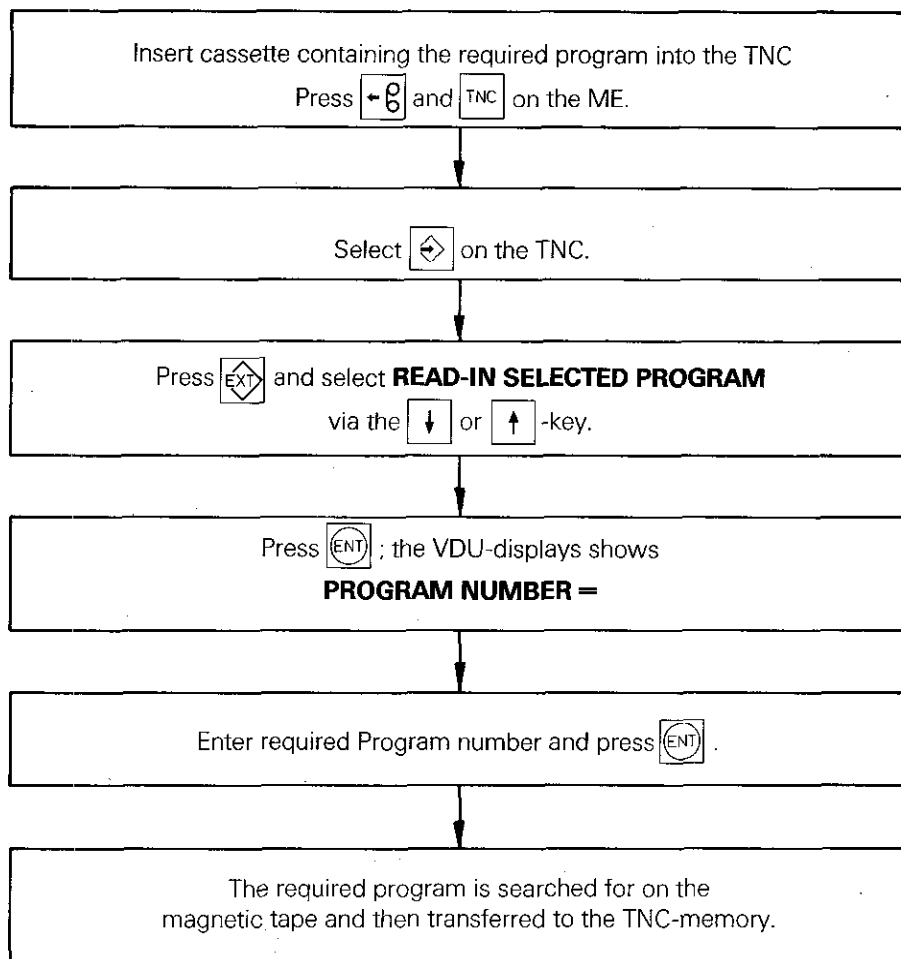 Insert cassette containing the required program into the TNC
Press and TNC on the ME.
Select on the TNC.
Press EXT and select READ-IN SELECTED PROGRAM
via the ↓ or ↑ -key.
Press ENT ; the VDU-displays shows
PROGRAM NUMBER =
Enter required Program number and press ENT .
The required program is searched for on the
magnetic tape and then transferred to the TNC-memory.